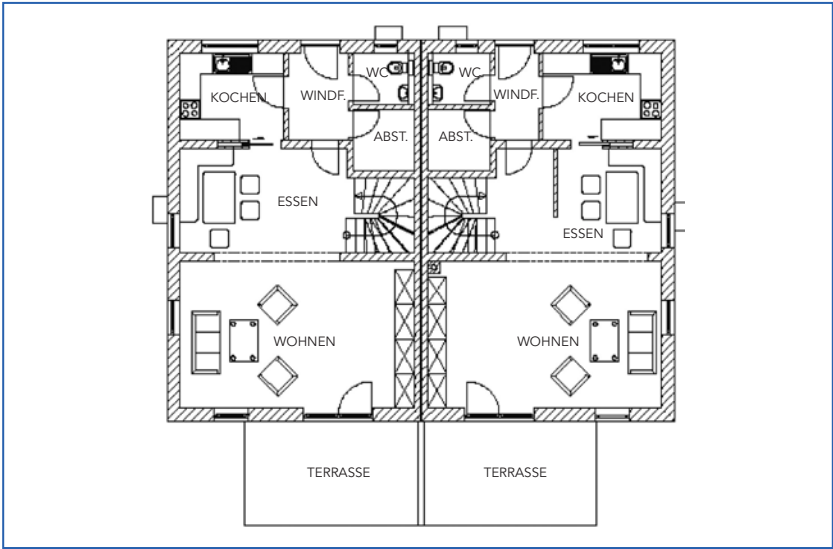 WC
WC
KOCHEN
WINDF.
WINDF.
KOCHEN
ABST.
ABST.
ESSEN
ESSEN
WOHNEN
WOHNEN
TERRASSE
TERRASSE